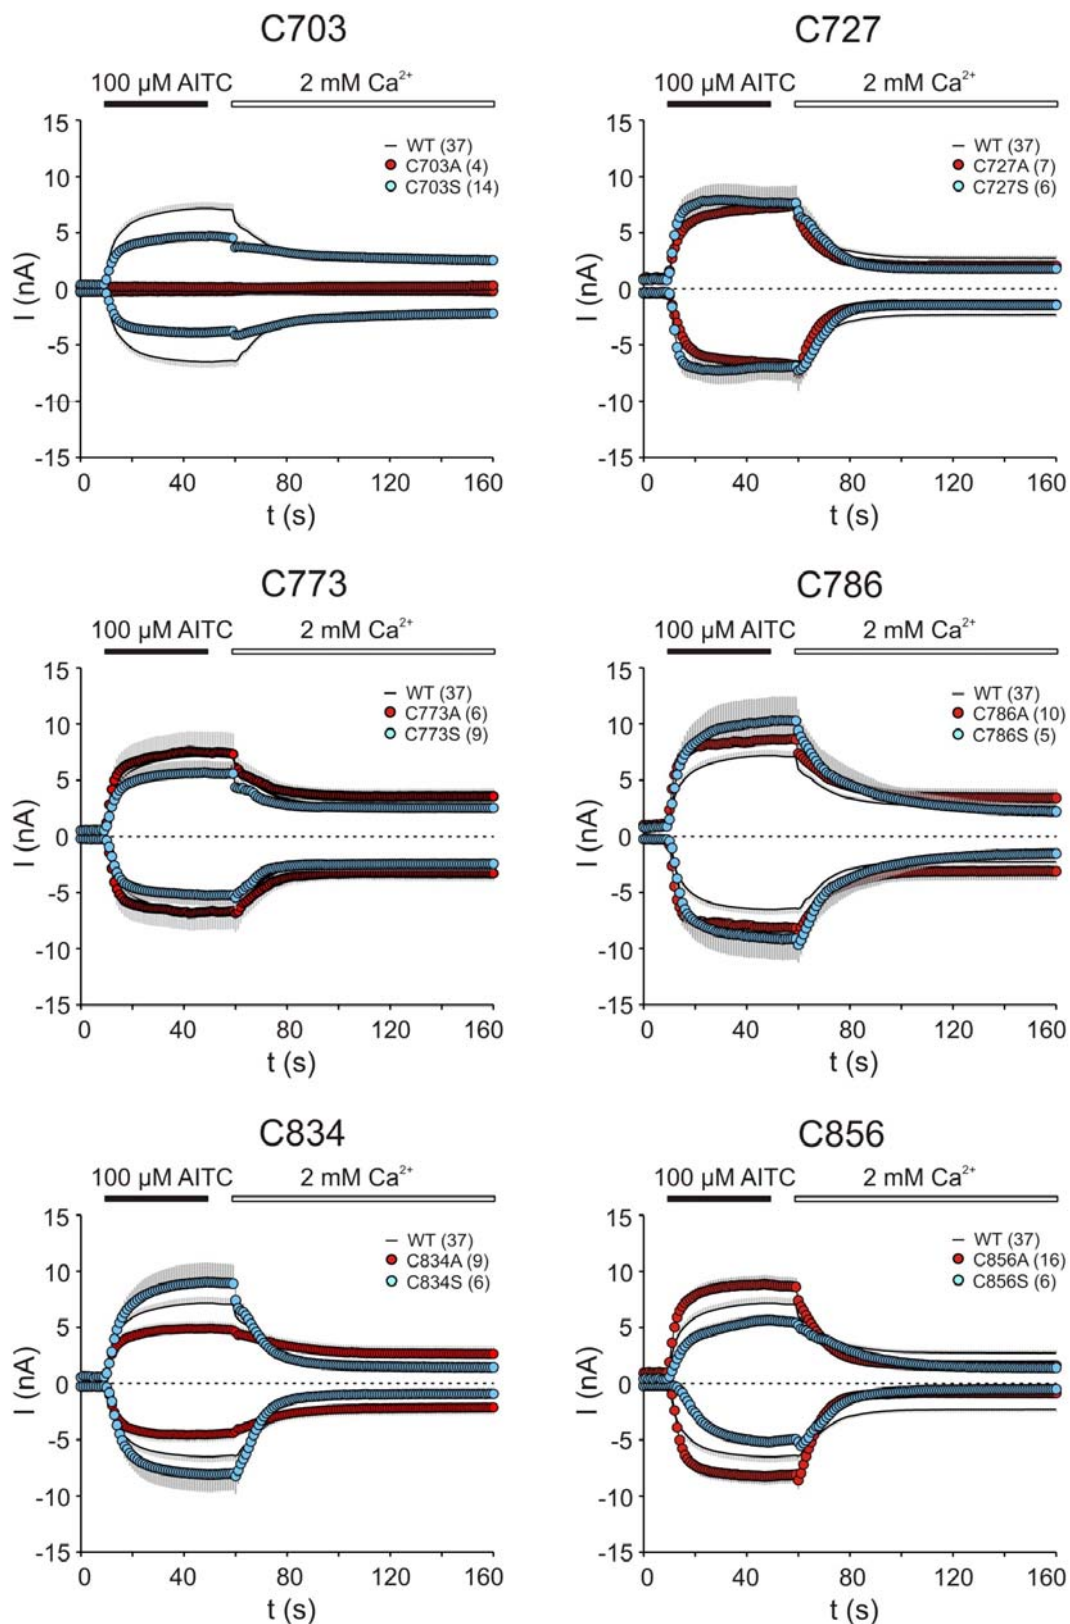 C703
100 µM AITC 2 mM Ca²⁺
15
10
5
0
-5
-10
-15
I (nA)
WT (37)
C703A (4)
C703S (14)
0 40 80 120 160
t (s)
C727
100 µM AITC 2 mM Ca²⁺
15
10
5
0
-5
-10
-15
I (nA)
WT (37)
C727A (7)
C727S (6)
0 40 80 120 160
t (s)
C773
100 µM AITC 2 mM Ca²⁺
15
10
5
0
-5
-10
-15
I (nA)
WT (37)
C773A (6)
C773S (9)
0 40 80 120 160
t (s)
C786
100 µM AITC 2 mM Ca²⁺
15
10
5
0
-5
-10
-15
I (nA)
WT (37)
C786A (10)
C786S (5)
0 40 80 120 160
t (s)
C834
100 µM AITC 2 mM Ca²⁺
15
10
5
0
-5
-10
-15
I (nA)
WT (37)
C834A (9)
C834S (6)
0 40 80 120 160
t (s)
C856
100 µM AITC 2 mM Ca²⁺
15
10
5
0
-5
-10
-15
I (nA)
WT (37)
C856A (16)
C856S (6)
0 40 80 120 160
t (s)